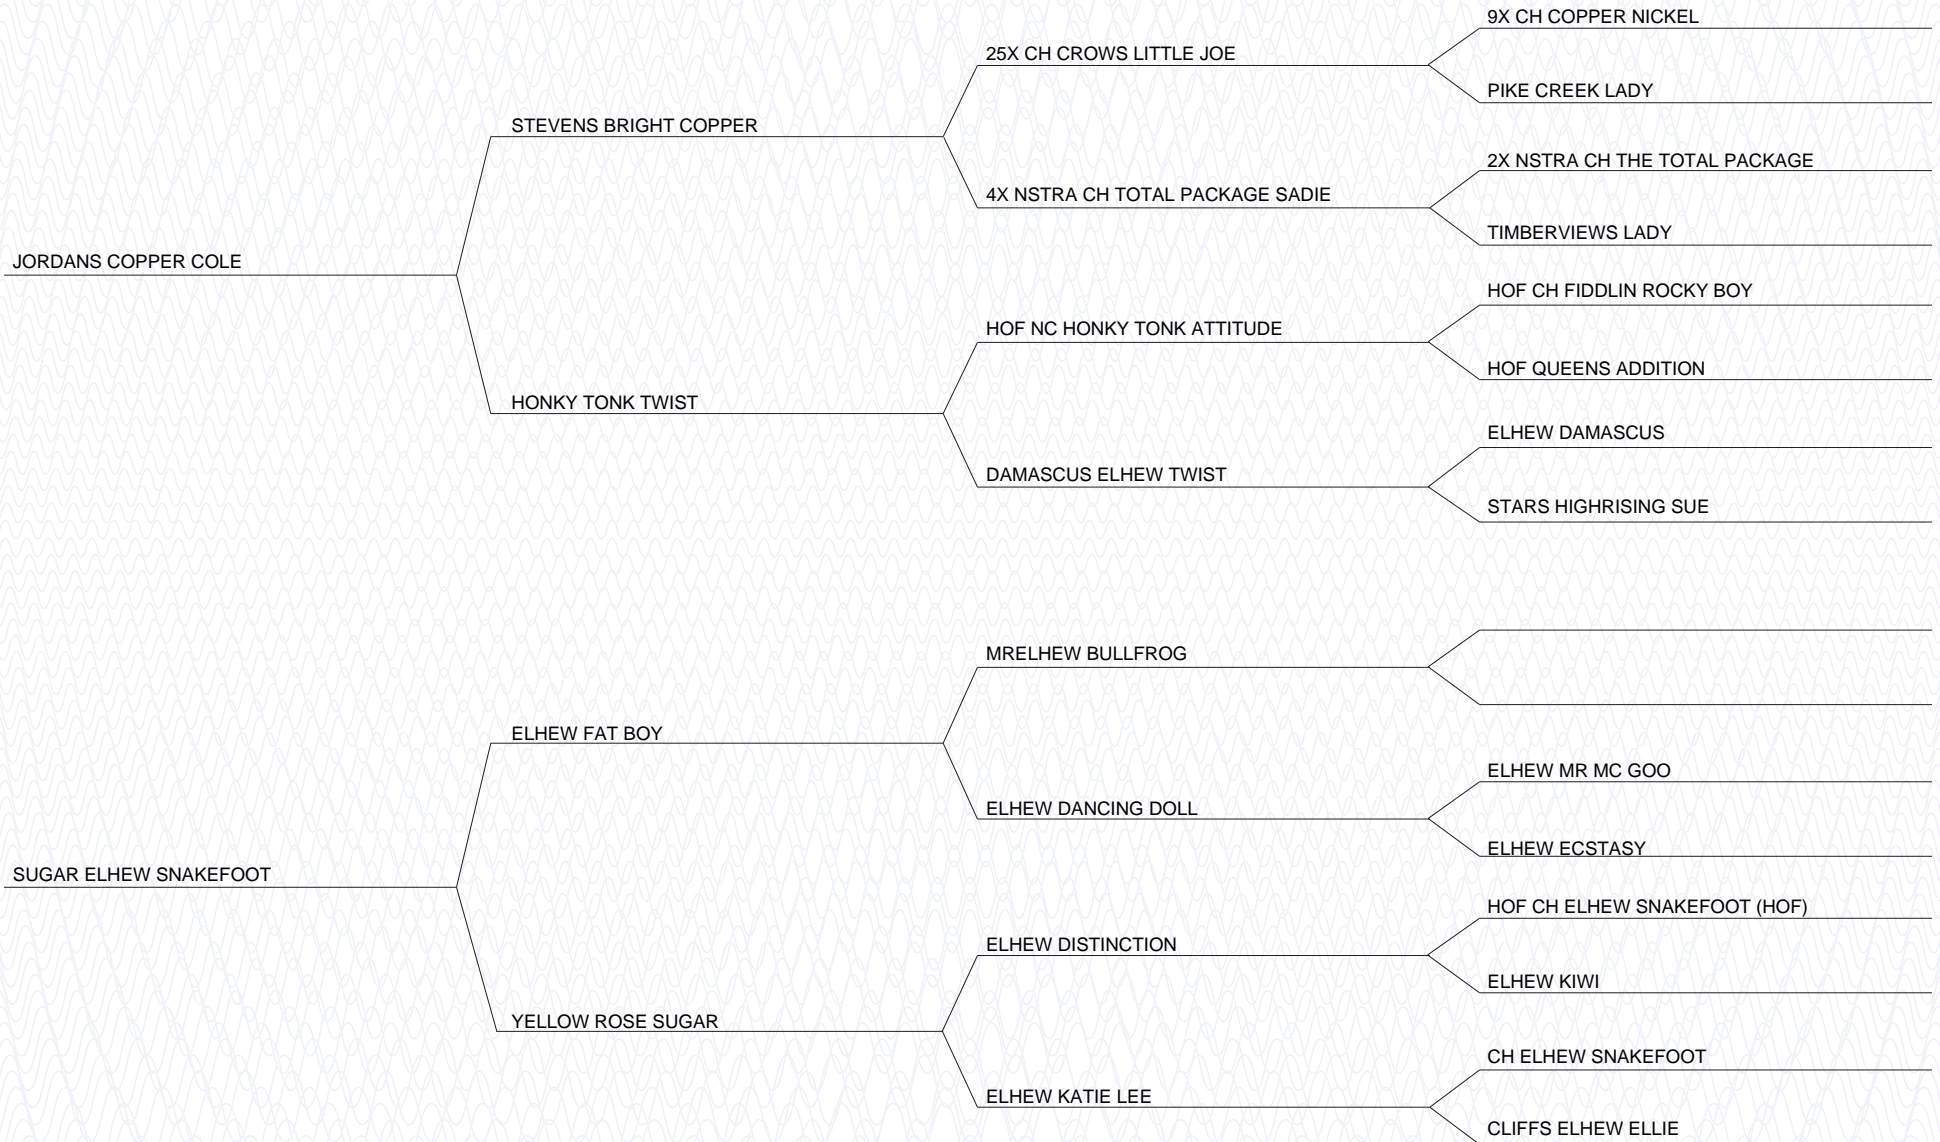 9X CH COPPER NICKEL
25X CH CROWS LITTLE JOE
PIKE CREEK LADY
STEVENS BRIGHT COPPER
2X NSTRA CH THE TOTAL PACKAGE
4X NSTRA CH TOTAL PACKAGE SADIE
TIMBERVIEWS LADY
JORDANS COPPER COLE
HOF CH FIDDLIN ROCKY BOY
HOF NC HONKY TONK ATTITUDE
HOF QUEENS ADDITION
HONKY TONK TWIST
ELHEW DAMASCUS
DAMASCUS ELHEW TWIST
STARS HIGHRISING SUE
MRELHEW BULLFROG
ELHEW FAT BOY
ELHEW MR MC GOO
ELHEW DANCING DOLL
ELHEW ECSTASY
SUGAR ELHEW SNAKEFOOT
HOF CH ELHEW SNAKEFOOT (HOF)
ELHEW DISTINCTION
ELHEW KIWI
YELLOW ROSE SUGAR
CH ELHEW SNAKEFOOT
ELHEW KATIE LEE
CLIFFS ELHEW ELLIE